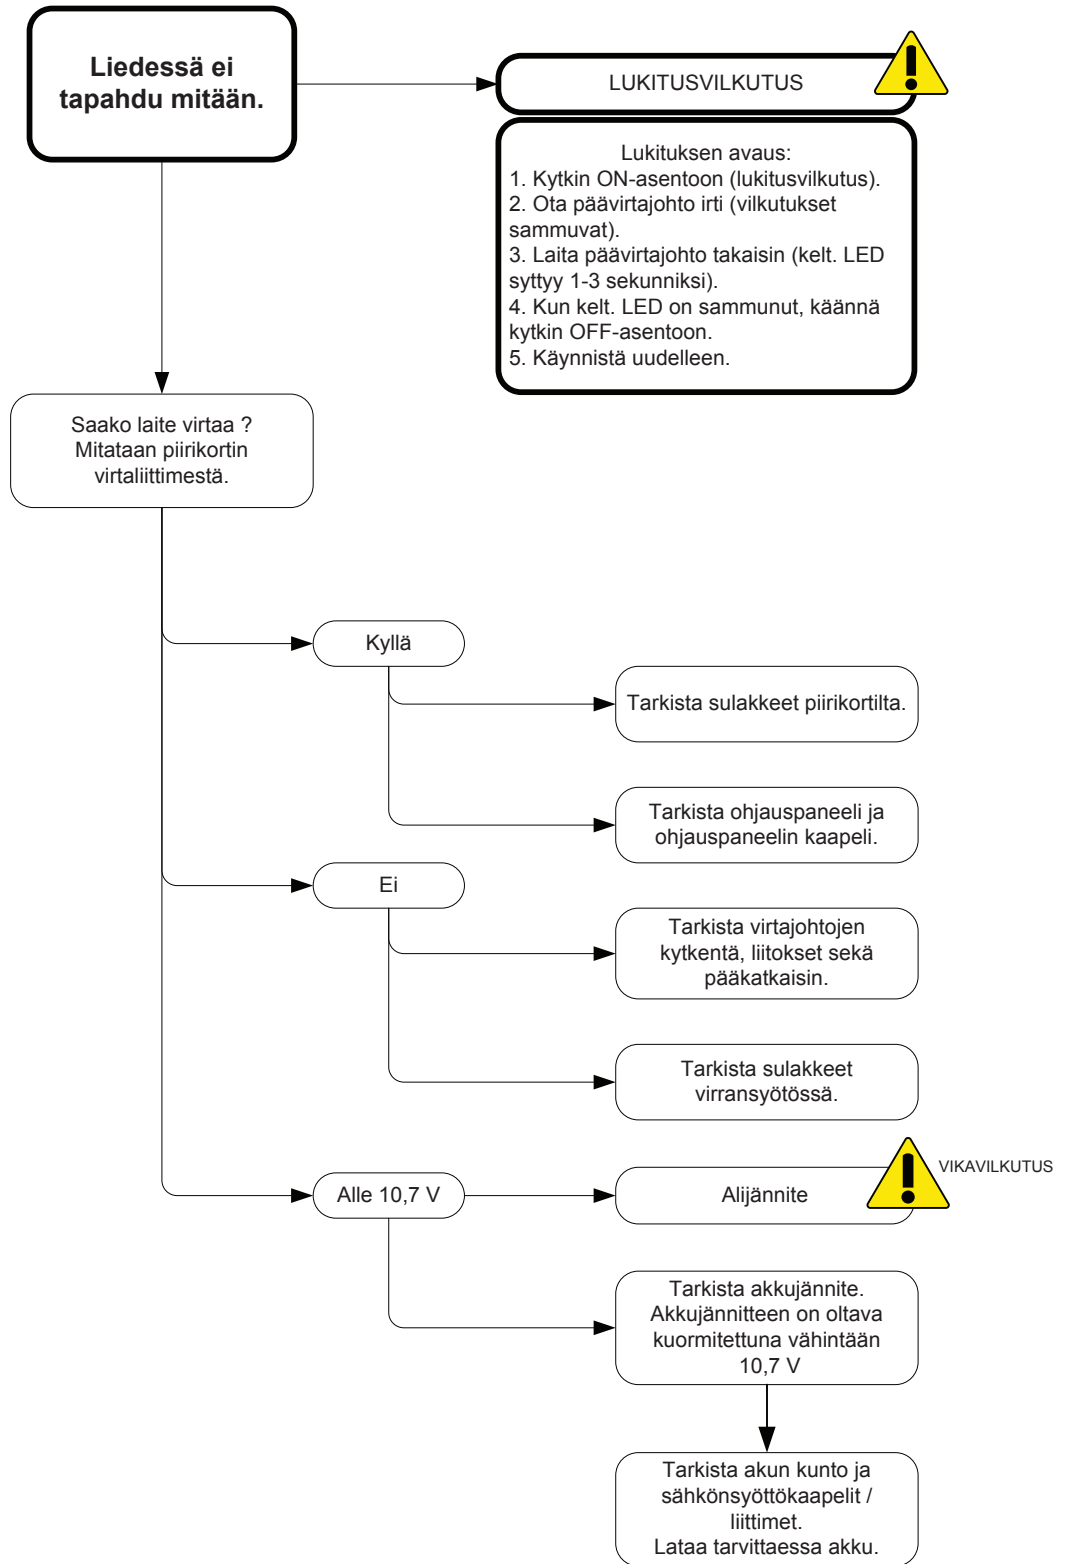 Liedessä ei
tapahdu mitään.
LUKITUSVILKUTUS
Lukituksen avaus:
1. Kytkin ON-asentoon (lukitusvilkutus).
2. Ota päävirtajohto irti (vilkutukset
sammuvat).
3. Laita päävirtajohto takaisin (kelt. LED
syttyy 1-3 sekunniksi).
4. Kun kelt. LED on sammunut, käännä
kytkin OFF-asentoon.
5. Käynnistä uudelleen.
Saako laite virtaa ?
Mitataan piirikortin
virtaliittimestä.
Kyllä
Tarkista sulakkeet piirikortilta.
Tarkista ohjauspaneeli ja
ohjauspaneelin kaapeli.
Ei
Tarkista virtajohtojen
kytkentä, liitokset sekä
pääkatkaisin.
Tarkista sulakkeet
virransyötössä.
Alle 10,7 V
Alijännite
VIKAVILKUTUS
Tarkista akkujännite.
Akkujännitteen on oltava
kuormitettuna vähintään
10,7 V
Tarkista akun kunto ja
sähkönsyöttökaapelit /
liittimet.
Lataa tarvittaessa akku.